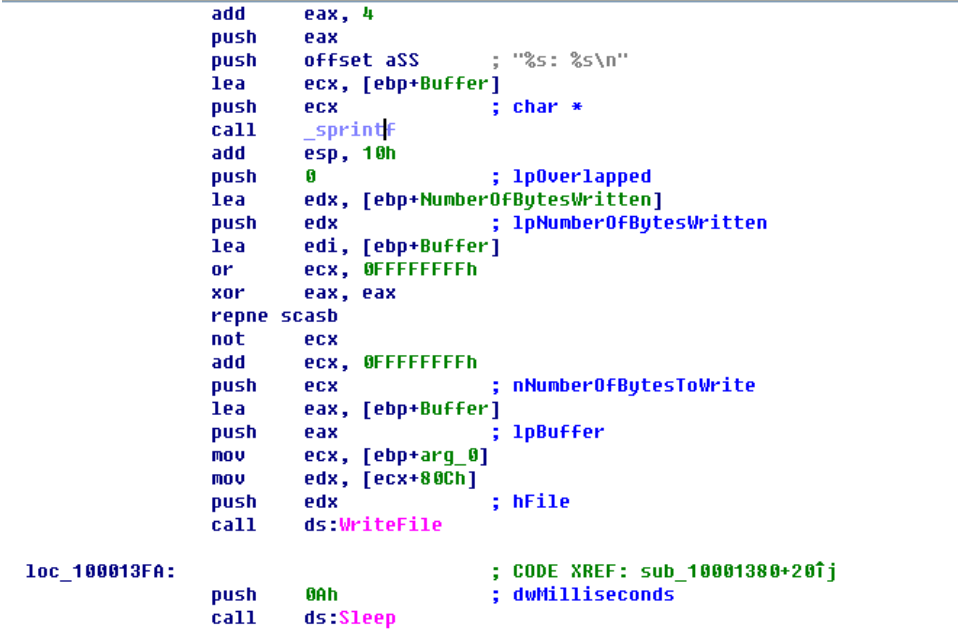 add eax, 4
push eax
push offset aSS ; "%s: %s\n"
lea ecx, [ebp+Buffer]
push ecx ; char *
call _sprintf
add esp, 10h
push 0 ; lpOverlapped
lea edx, [ebp+NumberOfBytesWritten]
push edx ; lpNumberOfBytesWritten
lea edi, [ebp+Buffer]
or ecx, 0FFFFFFFFh
xor eax, eax
repne scasb
not ecx
add ecx, 0FFFFFFFFh
push ecx ; nNumberOfBytesToWrite
lea eax, [ebp+Buffer]
push eax ; lpBuffer
mov ecx, [ebp+arg_0]
mov edx, [ecx+80Ch]
push edx ; hFile
call ds:WriteFile
loc_100013FA: ; CODE XREF: sub_10001380+20îj
push 0Ah ; dwMilliseconds
call ds:Sleep